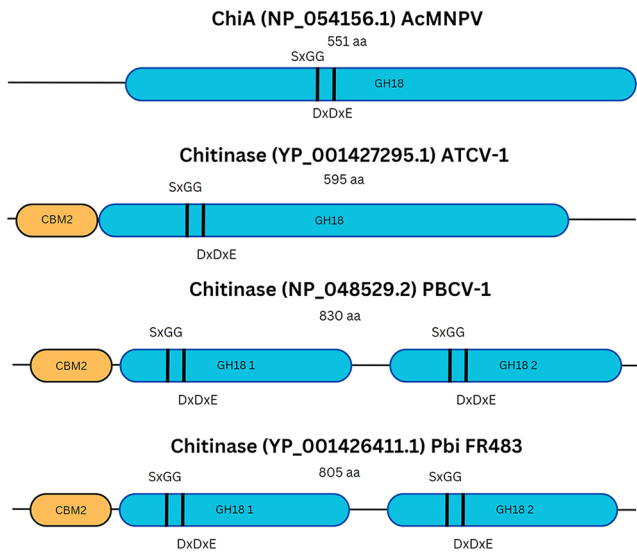 ChiA (NP_054156.1) AcMNPV
551 aa
SxGG
GH18
DxDxE
Chitinase (YP_001427295.1) ATCV-1
595 aa
SxGG
CBM2 GH18
DxDxE
Chitinase (NP_048529.2) PBCV-1
830 aa
SxGG SxGG
CBM2 GH18 1 GH18 2
DxDxE DxDxE
Chitinase (YP_001426411.1) Pbi FR483
805 aa
SxGG SxGG
CBM2 GH18 1 GH18 2
DxDxE DxDxE